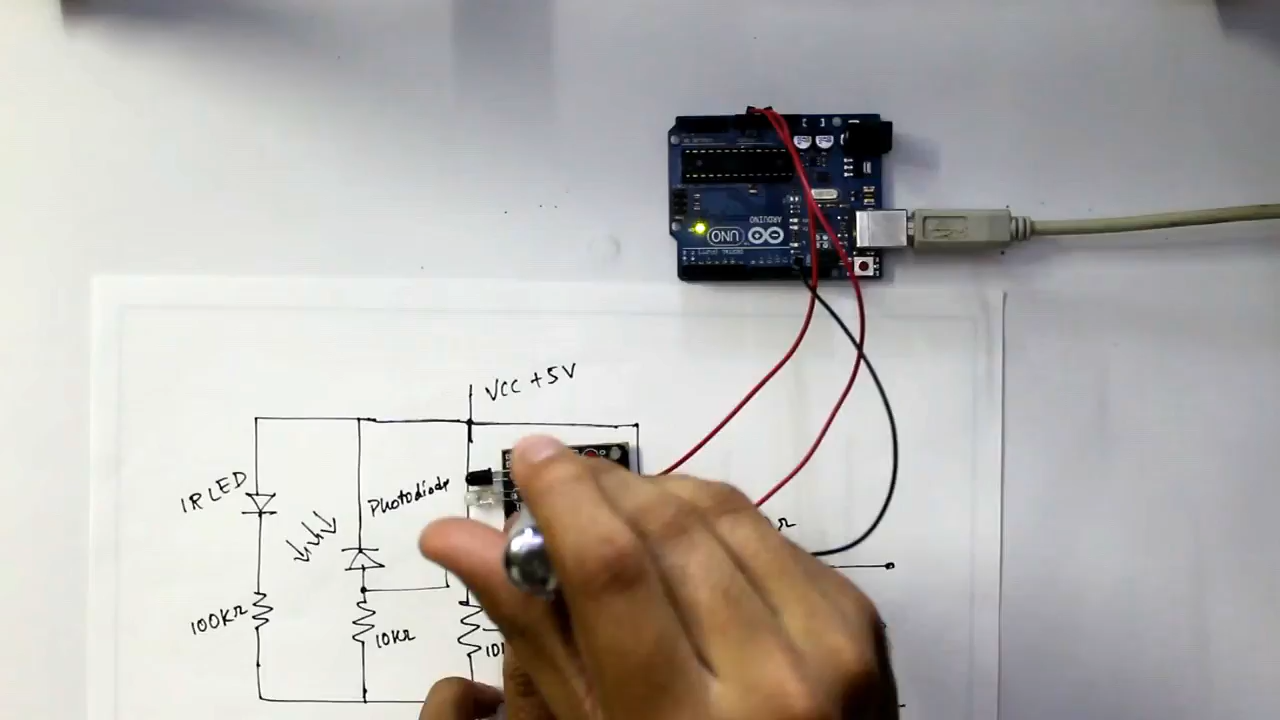 ARDUINO
UNO
VCC +5V
IR LED
Photodiode
100KΩ
10KΩ